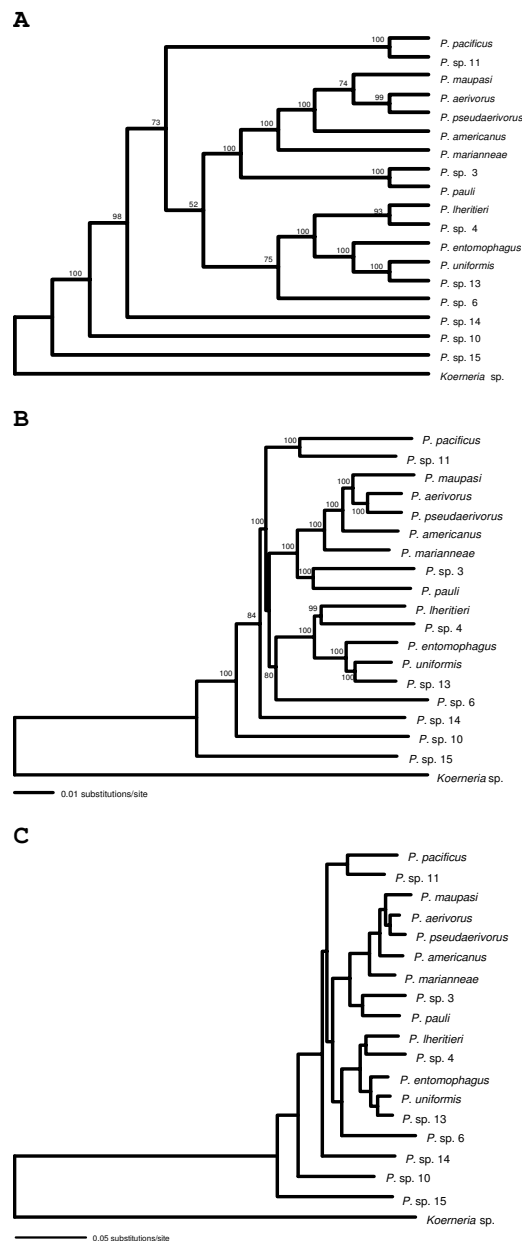 A
P. pacificus
P. sp. 11
P. maupasi
P. aerivorus
P. pseudaerivorus
P. americanus
P. marianneae
P. sp. 3
P. pauli
P. lheritieri
P. sp. 4
P. entomophagus
P. uniformis
P. sp. 13
P. sp. 6
P. sp. 14
P. sp. 10
P. sp. 15
Koerneria sp.
100
74
99
100
100
73
100
100
52
93
100
98
100
75
100
100
B
P. pacificus
P. sp. 11
P. maupasi
P. aerivorus
P. pseudaerivorus
P. americanus
P. marianneae
P. sp. 3
P. pauli
P. lheritieri
P. sp. 4
P. entomophagus
P. uniformis
P. sp. 13
P. sp. 6
P. sp. 14
P. sp. 10
P. sp. 15
Koerneria sp.
100
100
100
100
100
100
100
99
84
100
100
100
100
80
0.01 substitutions/site
C
P. pacificus
P. sp. 11
P. maupasi
P. aerivorus
P. pseudaerivorus
P. americanus
P. marianneae
P. sp. 3
P. pauli
P. lheritieri
P. sp. 4
P. entomophagus
P. uniformis
P. sp. 13
P. sp. 6
P. sp. 14
P. sp. 10
P. sp. 15
Koerneria sp.
0.05 substitutions/site